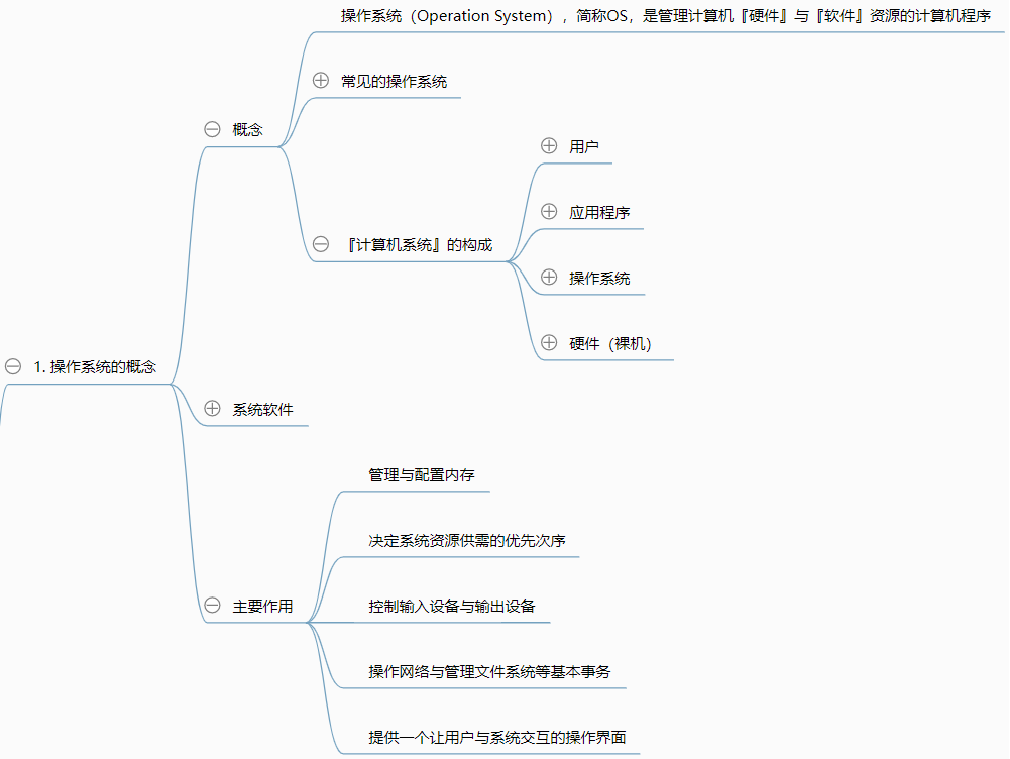 操作系统（Operation System），简称OS，是管理计算机『硬件』与『软件』资源的计算机程序
常见的操作系统
概念
用户
应用程序
『计算机系统』的构成
操作系统
硬件（裸机）
1. 操作系统的概念
系统软件
管理与配置内存
决定系统资源供需的优先次序
主要作用
控制输入设备与输出设备
操作网络与管理文件系统等基本事务
提供一个让用户与系统交互的操作界面